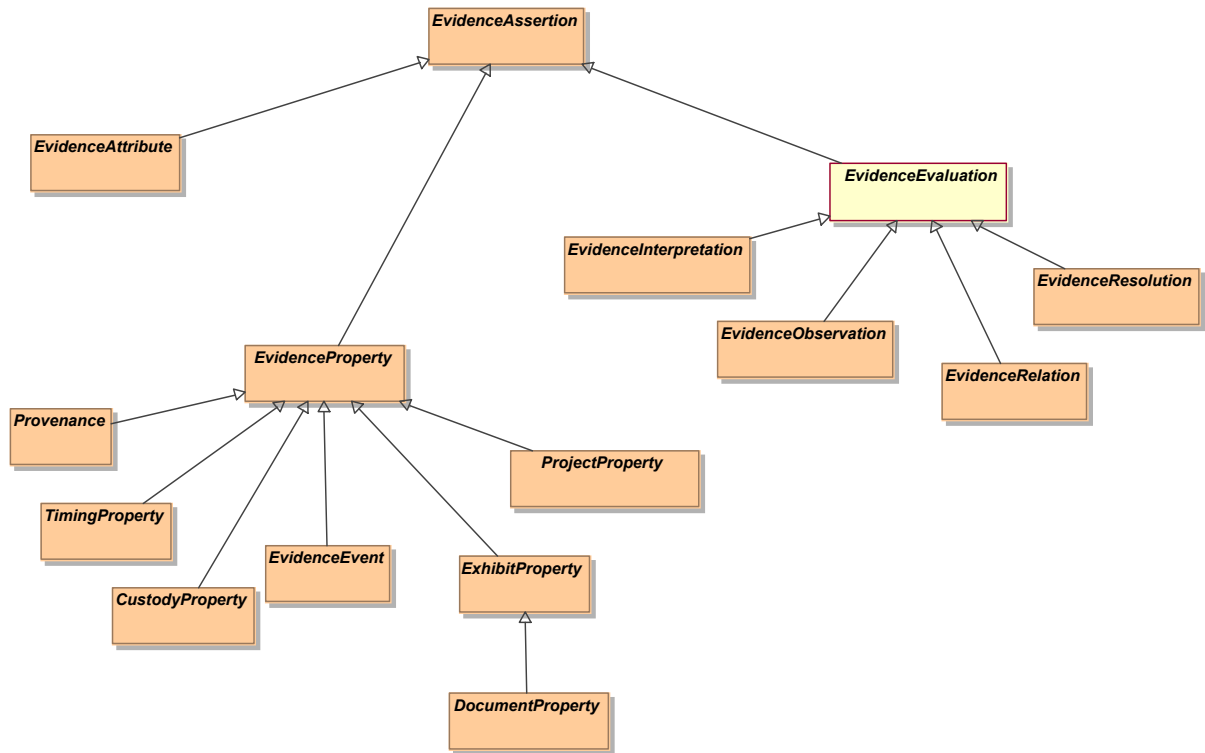 EvidenceAssertion
EvidenceAttribute
EvidenceEvaluation
EvidenceInterpretation
EvidenceResolution
EvidenceObservation
EvidenceProperty
EvidenceRelation
Provenance
ProjectProperty
TimingProperty
EvidenceEvent
ExhibitProperty
CustodyProperty
DocumentProperty